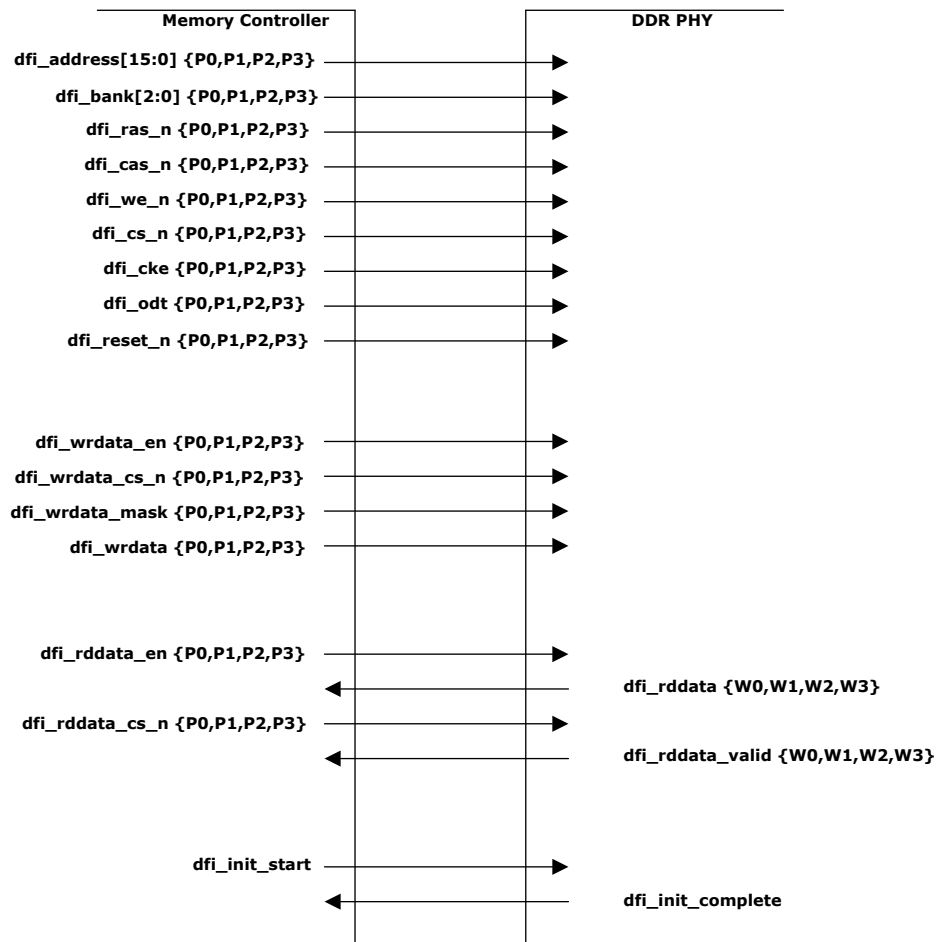 Memory Controller DDR PHY
dfi_address[15:0] {P0,P1,P2,P3}
dfi_bank[2:0] {P0,P1,P2,P3}
dfi_ras_n {P0,P1,P2,P3}
dfi_cas_n {P0,P1,P2,P3}
dfi_we_n {P0,P1,P2,P3}
dfi_cs_n {P0,P1,P2,P3}
dfi_cke {P0,P1,P2,P3}
dfi_odt {P0,P1,P2,P3}
dfi_reset_n {P0,P1,P2,P3}
dfi_wrdata_en {P0,P1,P2,P3}
dfi_wrdata_cs_n {P0,P1,P2,P3}
dfi_wrdata_mask {P0,P1,P2,P3}
dfi_wrdata {P0,P1,P2,P3}
dfi_rddata_en {P0,P1,P2,P3}
dfi_rddata {W0,W1,W2,W3}
dfi_rddata_cs_n {P0,P1,P2,P3}
dfi_rddata_valid {W0,W1,W2,W3}
dfi_init_start
dfi_init_complete